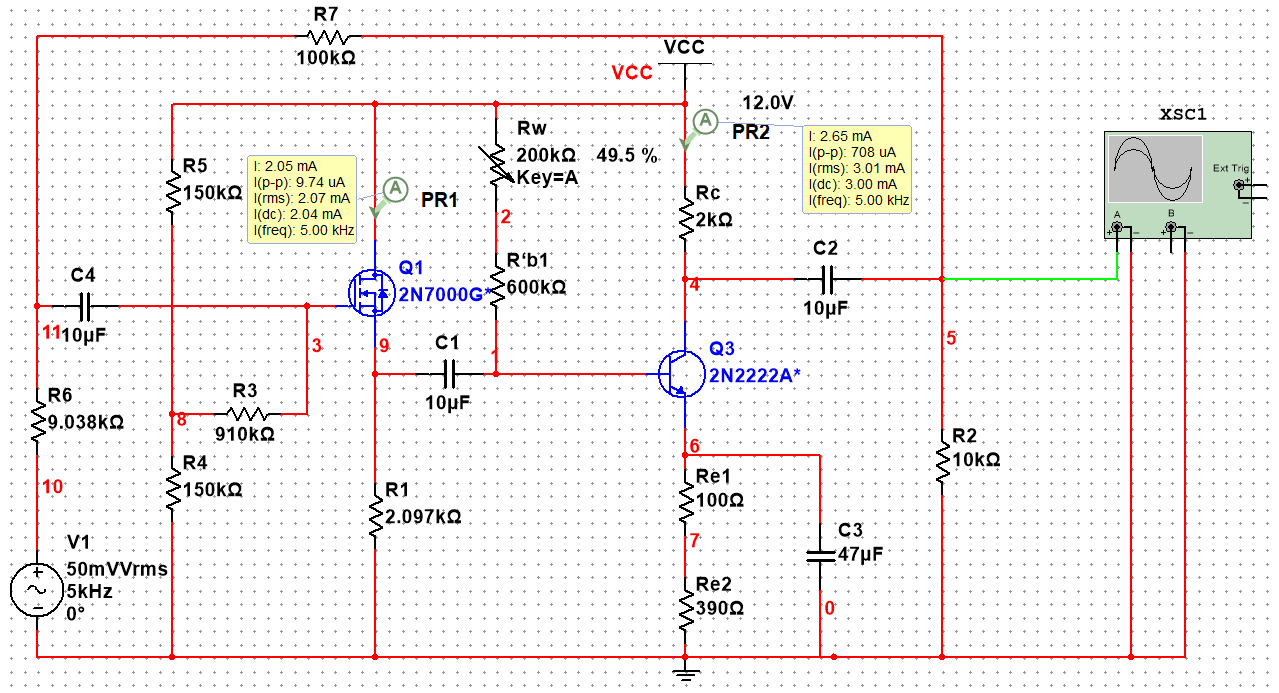 R7
100kΩ
VCC
VCC
12.0V
XSC1
Rw
200kΩ 49.5 %
Key=A
A
PR2
I: 2.65 mA
I(p-p): 708 uA
I(rms): 3.01 mA
I(dc): 3.00 mA
I(freq): 5.00 kHz
Ext Trig
+
−
A
B
+ −
+ −
R5
150kΩ
I: 2.05 mA
I(p-p): 9.74 uA
I(rms): 2.07 mA
I(dc): 2.04 mA
I(freq): 5.00 kHz
A
PR1
2
Rc
2kΩ
C4
10µF
11
Q1
2N7000G*
R‘b1
600kΩ
C2
10µF
4
3
9
C1
10µF
1
Q3
2N2222A*
5
R6
9.038kΩ
R3
910kΩ
8
6
R4
150kΩ
10
R1
2.097kΩ
Re1
100Ω
7
R2
10kΩ
C3
47µF
V1
50mVVrms
5kHz
0°
+
−
Re2
390Ω
0